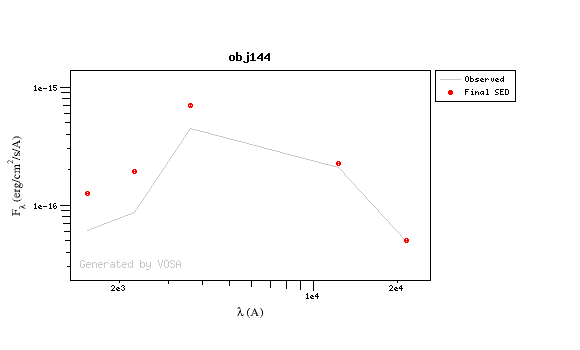 obj144
Observed
Final SED
1e-15
1e-16
Fλ (erg/cm²/s/A)
Generated by VOSA
2e3
1e4
2e4
λ (A)